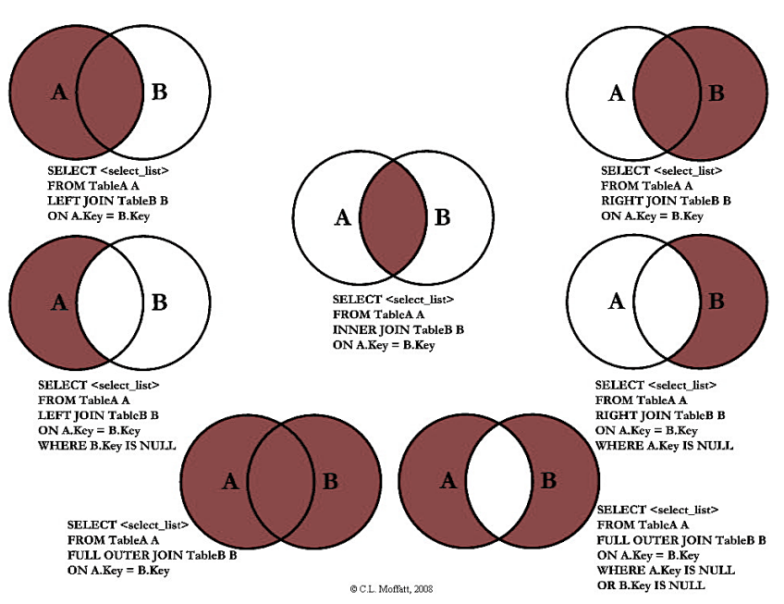 A B
SELECT <select_list>
FROM TableA A
LEFT JOIN TableB B
ON A.Key = B.Key
A B
SELECT <select_list>
FROM TableA A
RIGHT JOIN TableB B
ON A.Key = B.Key
A B
SELECT <select_list>
FROM TableA A
INNER JOIN TableB B
ON A.Key = B.Key
A B
SELECT <select_list>
FROM TableA A
LEFT JOIN TableB B
ON A.Key = B.Key
WHERE B.Key IS NULL
A B
SELECT <select_list>
FROM TableA A
RIGHT JOIN TableB B
ON A.Key = B.Key
WHERE A.Key IS NULL
A B
SELECT <select_list>
FROM TableA A
FULL OUTER JOIN TableB B
ON A.Key = B.Key
A B
SELECT <select_list>
FROM TableA A
FULL OUTER JOIN TableB B
ON A.Key = B.Key
WHERE A.Key IS NULL
OR B.Key IS NULL
© C.L. Moffatt, 2008